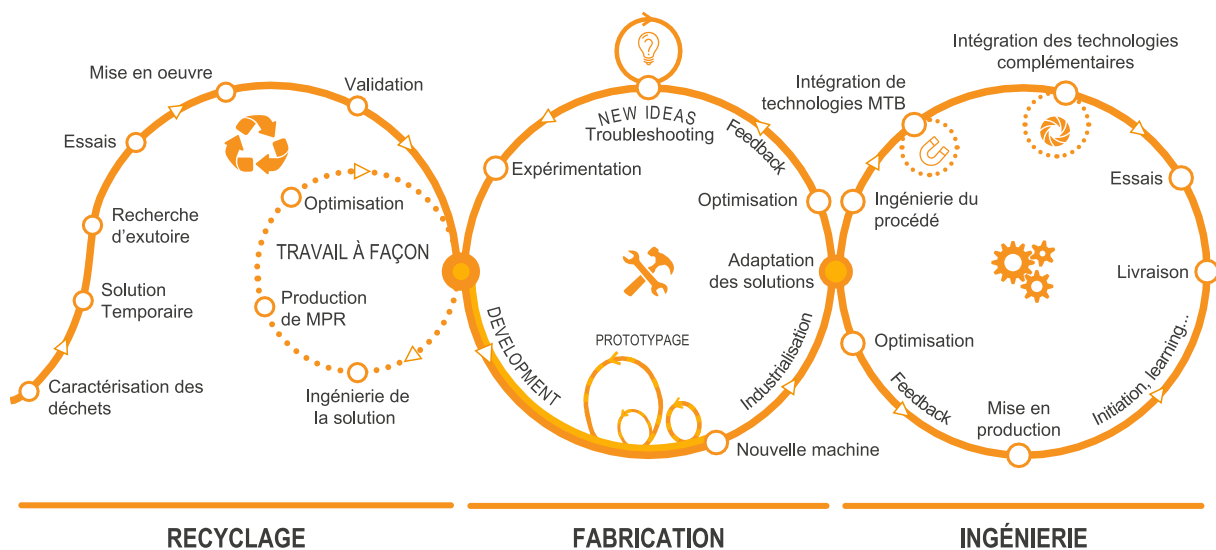 Caractérisation des
déchets
Solution
Temporaire
Recherche
d'exutoire
Essais
Mise en oeuvre
Validation
Optimisation
TRAVAIL À FAÇON
Production
de MPR
Ingénierie de
la solution
?
NEW IDEAS
Troubleshooting
Feedback
Expérimentation
Optimisation
Adaptation
des solutions
DEVELOPMENT
PROTOTYPAGE
Industrialisation
Nouvelle machine
Intégration de
technologies MTB
Intégration des technologies
complémentaires
Ingénierie du
procédé
Essais
Livraison
Optimisation
Feedback
Mise en
production
Initiation, learning...
RECYCLAGE
FABRICATION
INGÉNIERIE